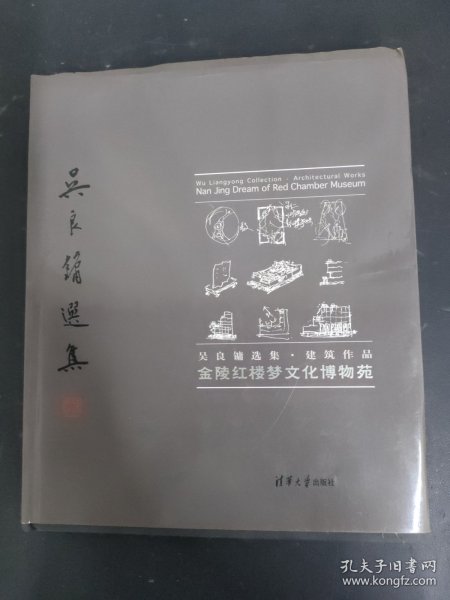 吴良镛選集
Wu Liangyong Collection · Architectural Works
Nan Jing Dream of Red Chamber Museum
吴良镛选集·建筑作品
金陵红楼梦文化博物苑
清华大学出版社
孔夫子旧书网
www.kongfz.com